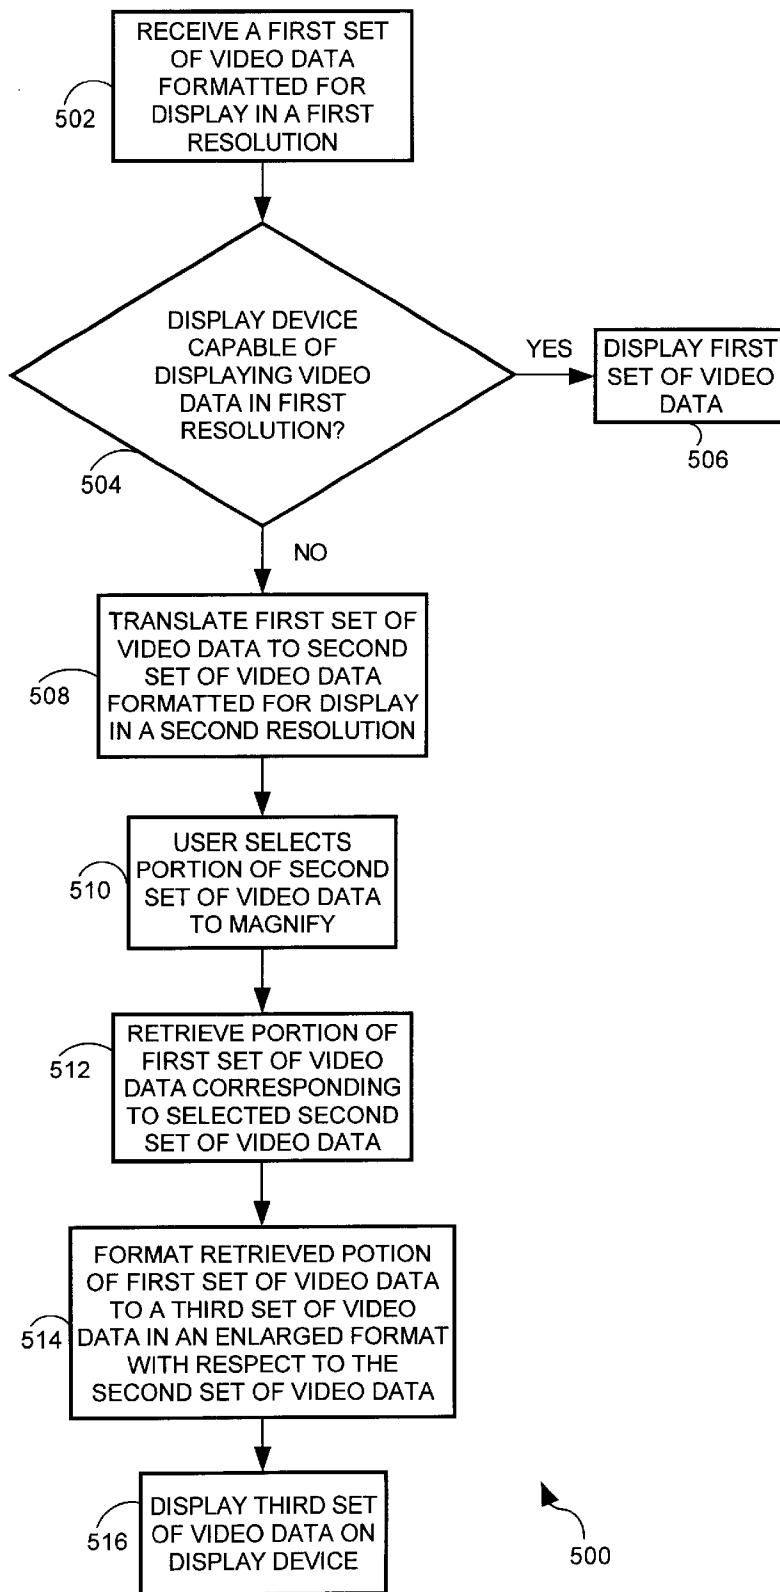 RECEIVE A FIRST SET
OF VIDEO DATA
FORMATTED FOR
DISPLAY IN A FIRST
RESOLUTION
502
DISPLAY DEVICE
CAPABLE OF
DISPLAYING VIDEO
DATA IN FIRST
RESOLUTION?
504
YES
DISPLAY FIRST
SET OF VIDEO
DATA
506
NO
TRANSLATE FIRST SET OF
VIDEO DATA TO SECOND
SET OF VIDEO DATA
FORMATTED FOR DISPLAY
IN A SECOND RESOLUTION
508
USER SELECTS
PORTION OF SECOND
SET OF VIDEO DATA
TO MAGNIFY
510
RETRIEVE PORTION OF
FIRST SET OF VIDEO
DATA CORRESPONDING
TO SELECTED SECOND
SET OF VIDEO DATA
512
FORMAT RETRIEVED POTION
OF FIRST SET OF VIDEO DATA
TO A THIRD SET OF VIDEO
DATA IN AN ENLARGED FORMAT
WITH RESPECT TO THE
SECOND SET OF VIDEO DATA
514
DISPLAY THIRD SET
OF VIDEO DATA ON
DISPLAY DEVICE
516
500